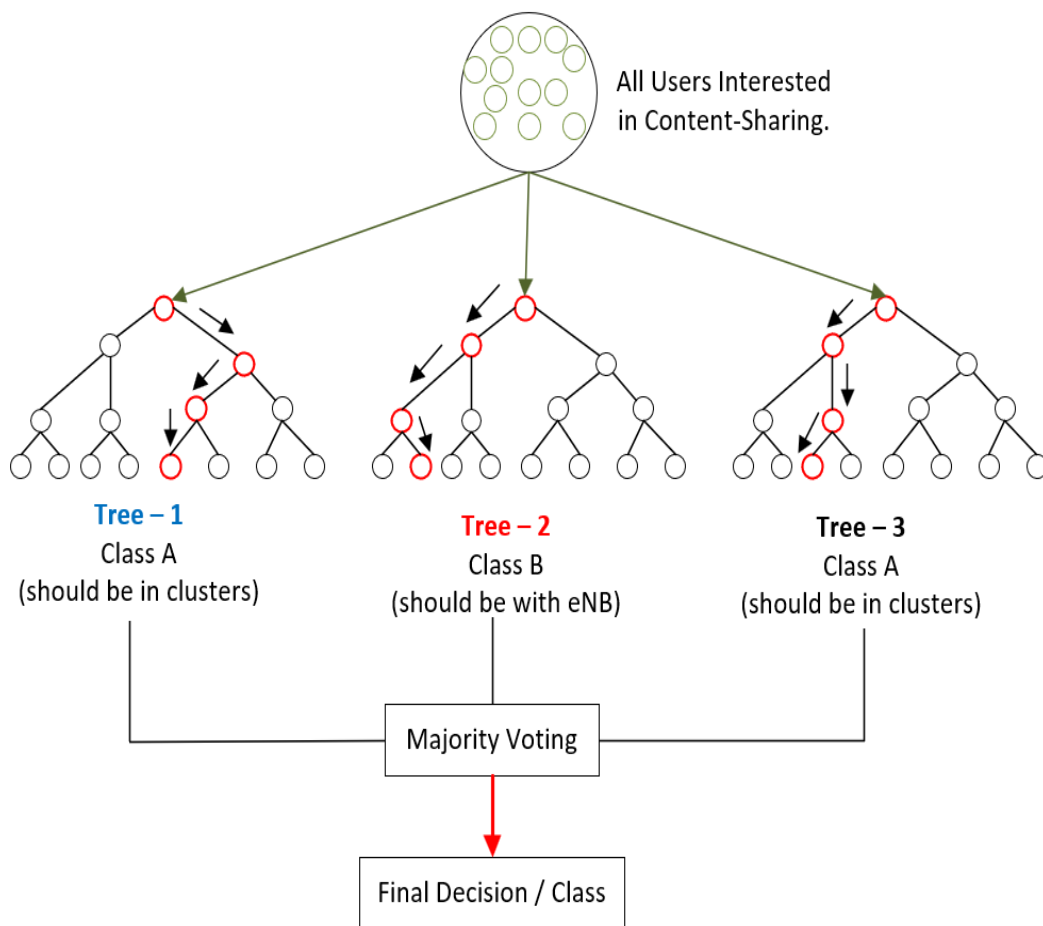 All Users Interested
in Content-Sharing.
Tree – 1
Class A
(should be in clusters)
Tree – 2
Class B
(should be with eNB)
Tree – 3
Class A
(should be in clusters)
Majority Voting
Final Decision / Class